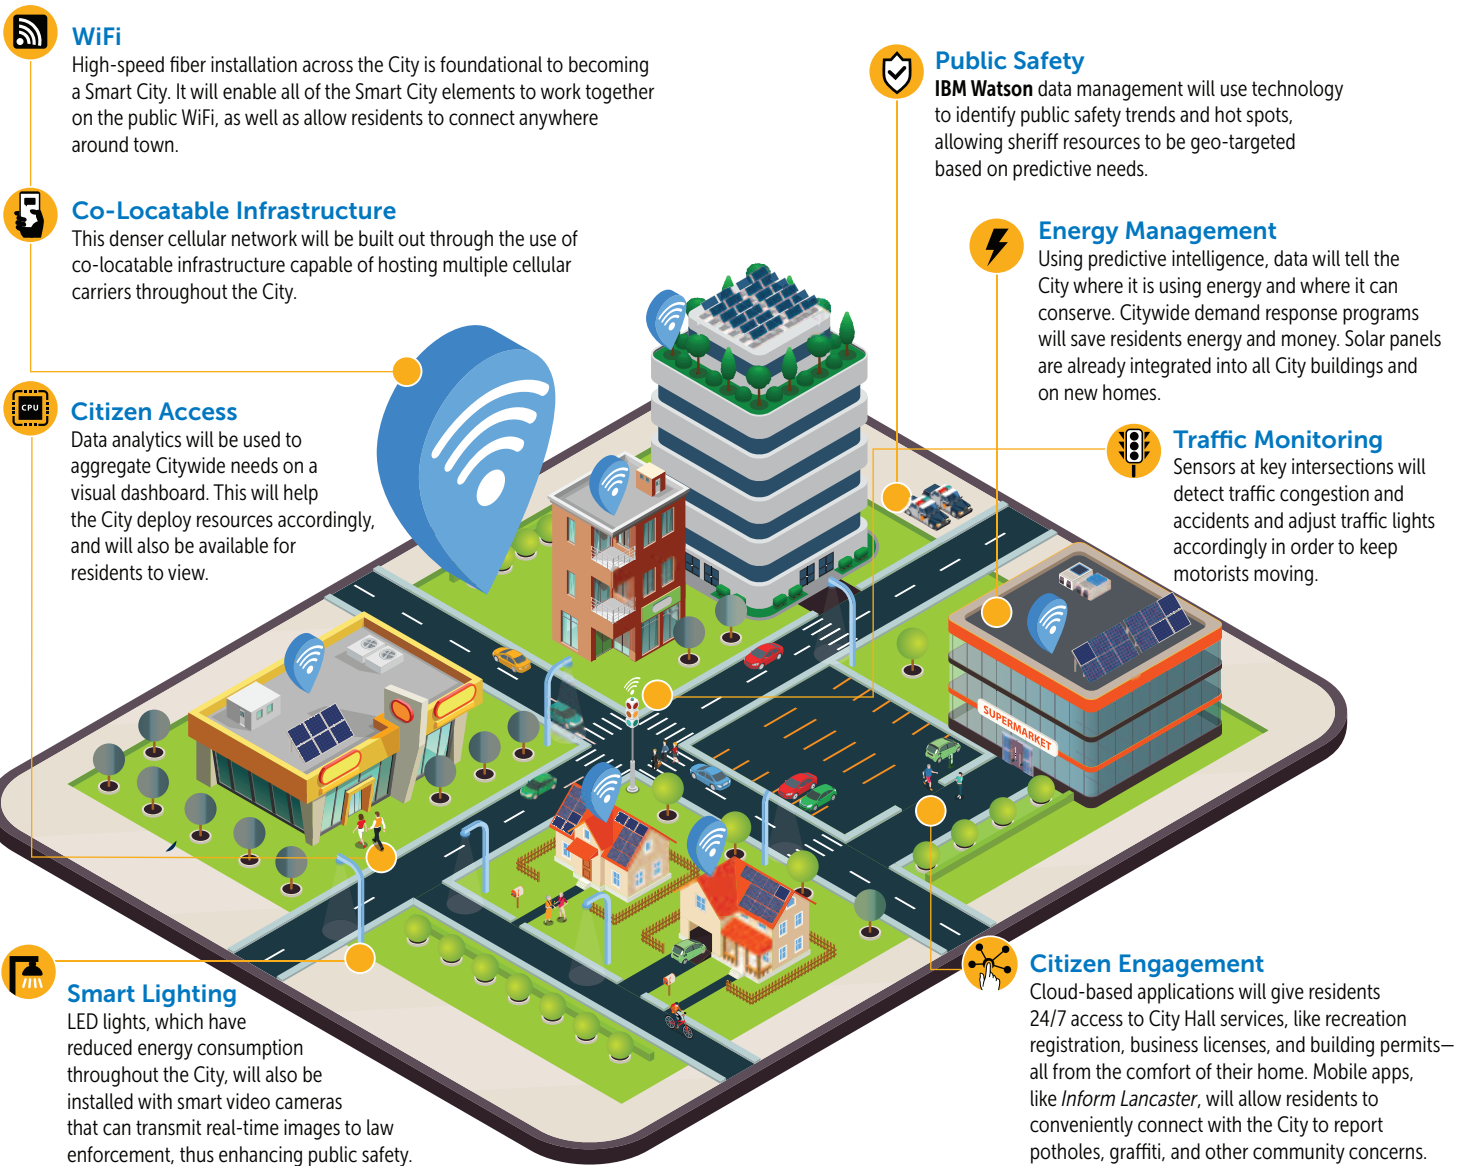 WiFi
High-speed fiber installation across the City is foundational to becoming
a Smart City. It will enable all of the Smart City elements to work together
on the public WiFi, as well as allow residents to connect anywhere
around town.
Co-Locatable Infrastructure
This denser cellular network will be built out through the use of
co-locatable infrastructure capable of hosting multiple cellular
carriers throughout the City.
CPU
Citizen Access
Data analytics will be used to
aggregate Citywide needs on a
visual dashboard. This will help
the City deploy resources accordingly,
and will also be available for
residents to view.
Smart Lighting
LED lights, which have
reduced energy consumption
throughout the City, will also be
installed with smart video cameras
that can transmit real-time images to law
enforcement, thus enhancing public safety.
Public Safety
IBM Watson data management will use technology
to identify public safety trends and hot spots,
allowing sheriff resources to be geo-targeted
based on predictive needs.
Energy Management
Using predictive intelligence, data will tell the
City where it is using energy and where it can
conserve. Citywide demand response programs
will save residents energy and money. Solar panels
are already integrated into all City buildings and
on new homes.
Traffic Monitoring
Sensors at key intersections will
detect traffic congestion and
accidents and adjust traffic lights
accordingly in order to keep
motorists moving.
SUPERMARKET
Citizen Engagement
Cloud-based applications will give residents
24/7 access to City Hall services, like recreation
registration, business licenses, and building permits—
all from the comfort of their home. Mobile apps,
like Inform Lancaster, will allow residents to
conveniently connect with the City to report
potholes, graffiti, and other community concerns.